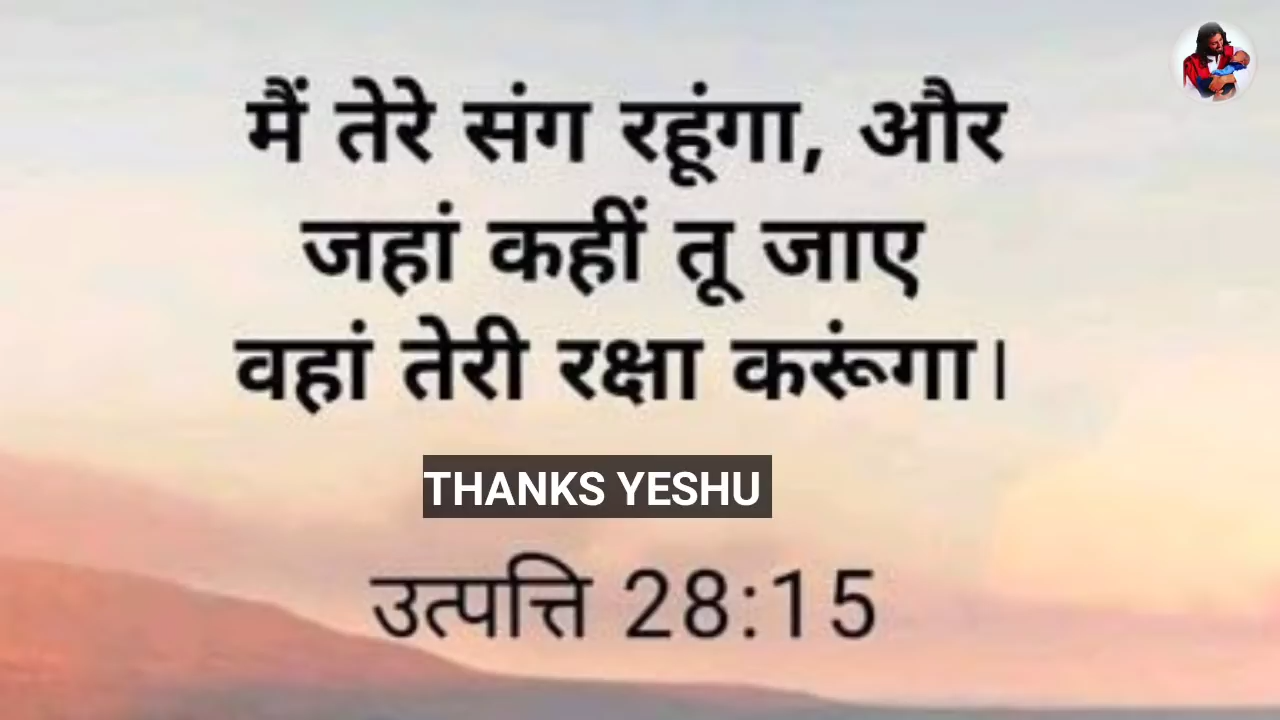 मैं तेरे संग रहूंगा, और
जहां कहीं तू जाए
वहां तेरी रक्षा करूंगा।
THANKS YESHU
उत्पत्ति 28:15